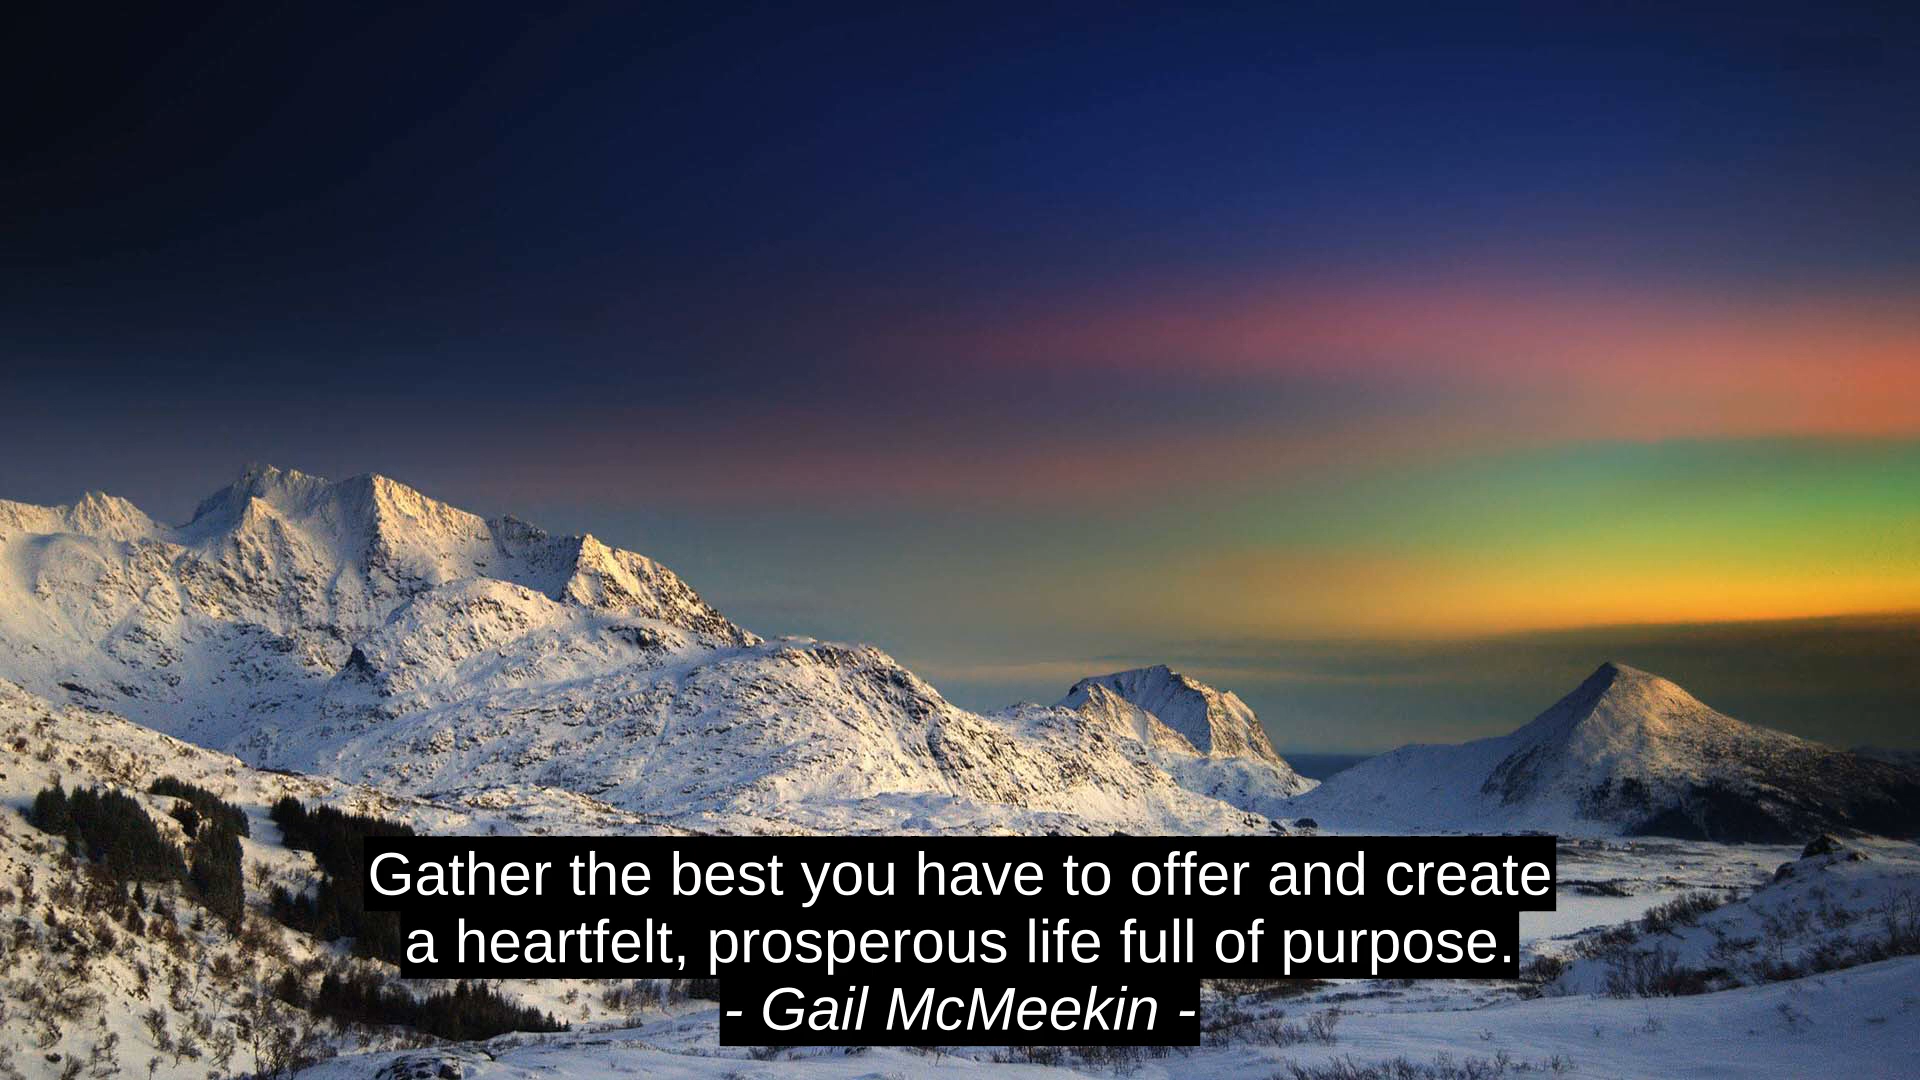 Gather the best you have to offer and create
a heartfelt, prosperous life full of purpose.
- Gail McMeekin -